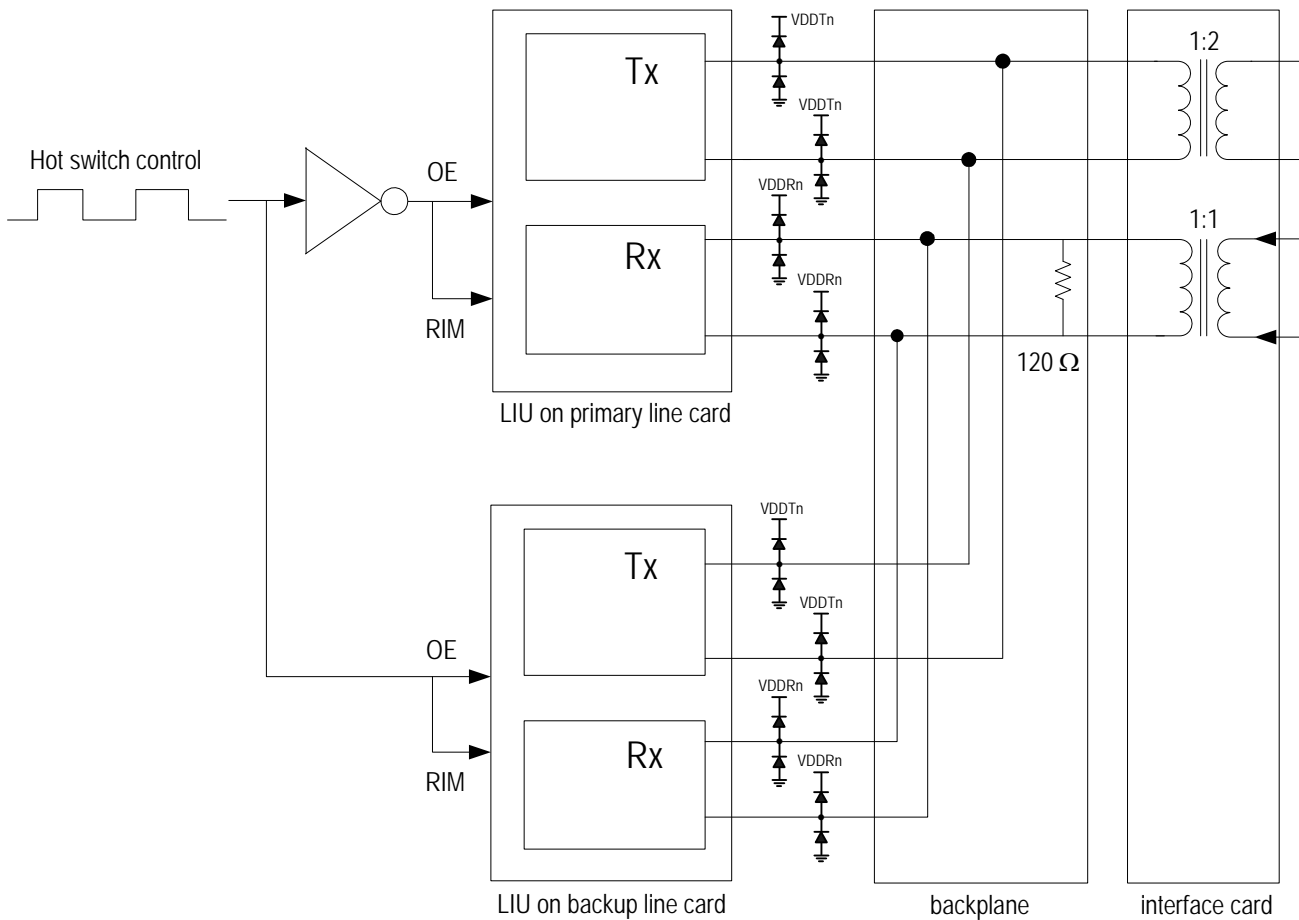 VDDTn
1:2
Tx
VDDTn
Hot switch control
OE
VDDRn
1:1
Rx
VDDRn
RIM
120 Ω
LIU on primary line card
VDDTn
Tx
VDDTn
OE
VDDRn
Rx
VDDRn
RIM
LIU on backup line card
backplane
interface card